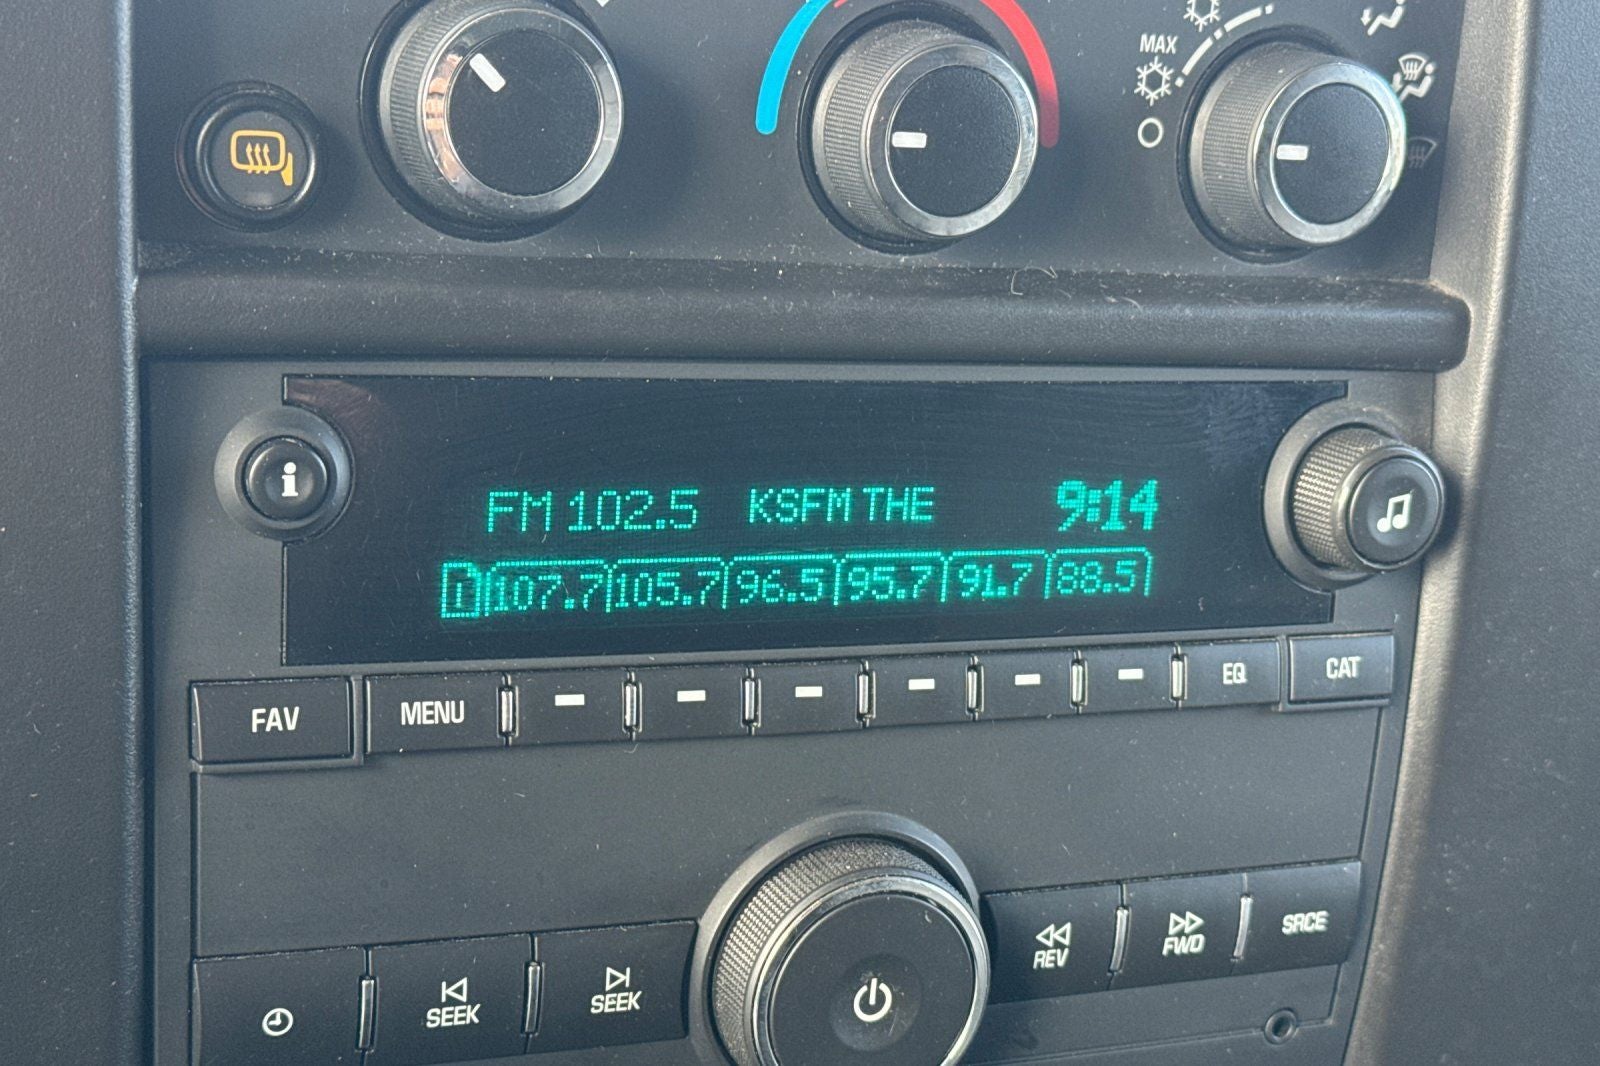 MAX
i
FM 102.5 KSFM THE 9:14
1 107.7 105.7 96.5 95.7 91.7 88.5
FAV MENU EQ CAT
REV FWD SRCE
SEEK SEEK